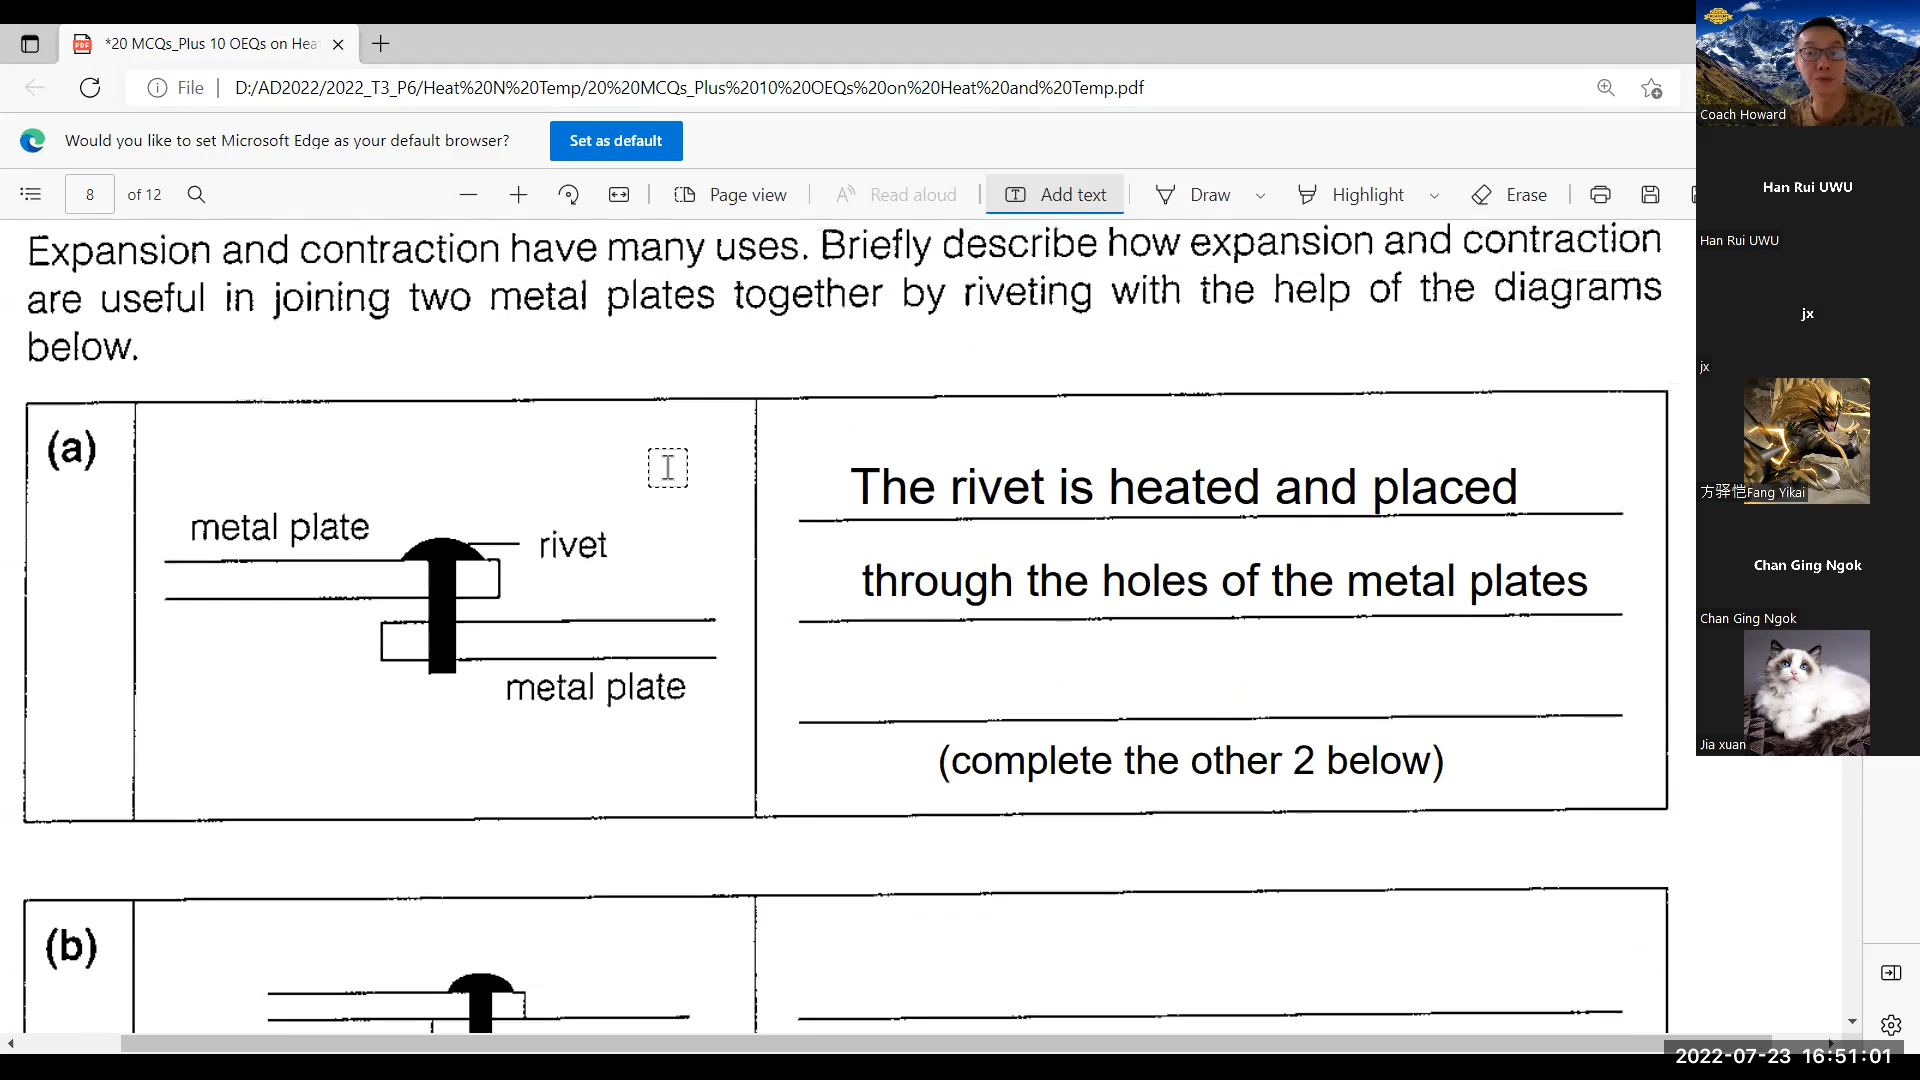 *20 MCQs_Plus 10 OEQs on Hea
File
D:/AD2022/2022_T3_P6/Heat%20N%20Temp/20%20MCQs_Plus%2010%20OEQs%20on%20Heat%20and%20Temp.pdf
Would you like to set Microsoft Edge as your default browser?
Set as default
8 of 12
Page view
Read aloud
Add text
Draw
Highlight
Erase
Expansion and contraction have many uses. Briefly describe how expansion and contraction
are useful in joining two metal plates together by riveting with the help of the diagrams
below.
(a)
metal plate
rivet
metal plate
The rivet is heated and placed
through the holes of the metal plates
(complete the other 2 below)
(b)
Coach Howard
Han Rui UWU
Han Rui UWU
jx
jx
方驿恺Fang Yikai
Chan Ging Ngok
Chan Ging Ngok
Jia xuan
2022-07-23 16:51:01